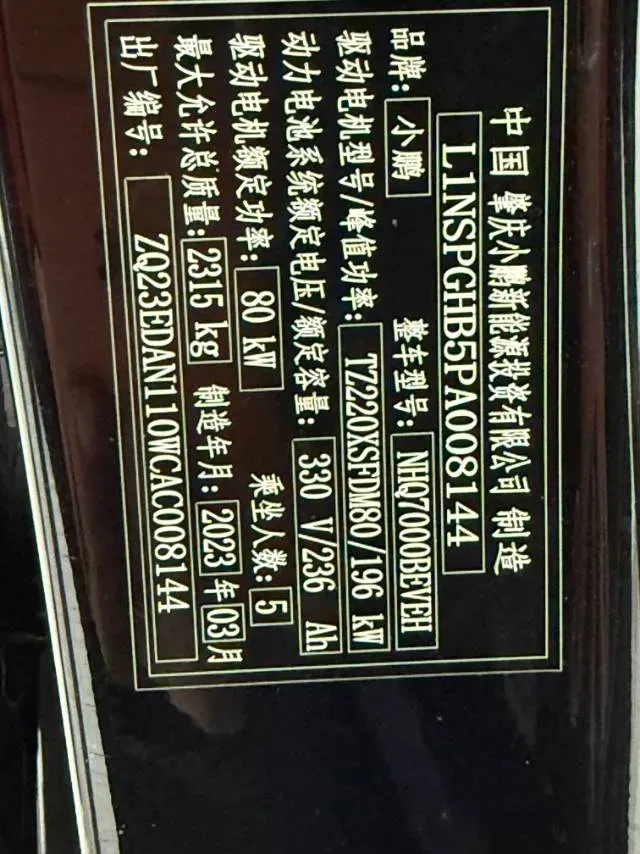 中国 肇庆小鹏新能源投资有限公司 制造
L1NSPGHB5PA008144
品牌: 小鹏 整车型号: NHQ7000BEVEH
驱动电机型号/峰值功率: TZ220XSFDM80/196 kW
动力电池系统额定电压/额定容量: 330 V/236 Ah
驱动电机额定功率: 80 kW 乘坐人数: 5
最大允许总质量: 2315 kg 制造年月: 2023 年 03 月
出厂编号: ZQ23EDAN110WCAC008144